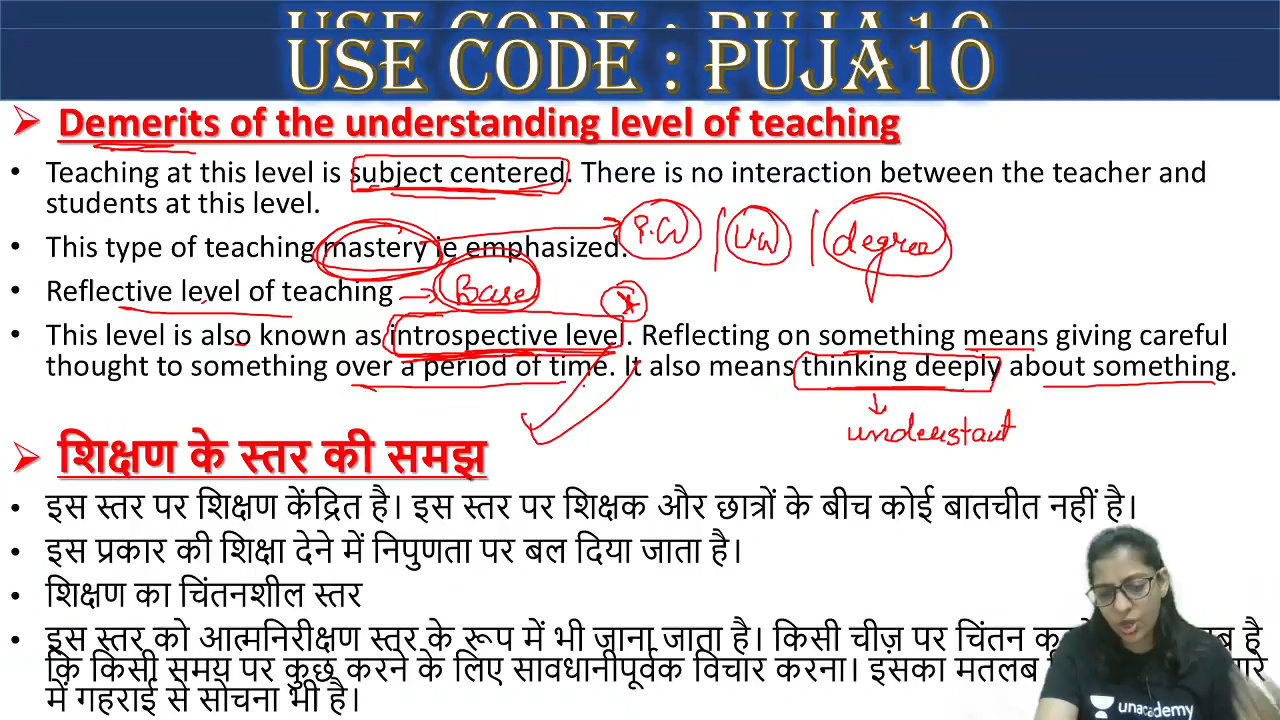 USE CODE : PUJA10
USE CODE : PUJA10
Demerits of the understanding level of teaching
• Teaching at this level is subject centered. There is no interaction between the teacher and
students at this level.
• This type of teaching mastery ie emphasized. P.G | U.G | degree
• Reflective level of teaching → Base
• This level is also known as introspective level. Reflecting on something means giving careful
thought to something over a period of time. It also means thinking deeply about something.
understant
शिक्षण के स्तर की समझ
• इस स्तर पर शिक्षण केंद्रित है। इस स्तर पर शिक्षक और छात्रों के बीच कोई बातचीत नहीं है।
• इस प्रकार की शिक्षा देने में निपुणता पर बल दिया जाता है।
• शिक्षण का चिंतनशील स्तर
• इस स्तर को आत्मनिरीक्षण स्तर के रूप में भी जाना जाता है। किसी चीज़ पर चिंतन है
कि किसी समय पर कुछ करने के लिए सावधानीपूर्वक विचार करना। इसका मतलब
में गहराई से सोचना भी है।
unacademy